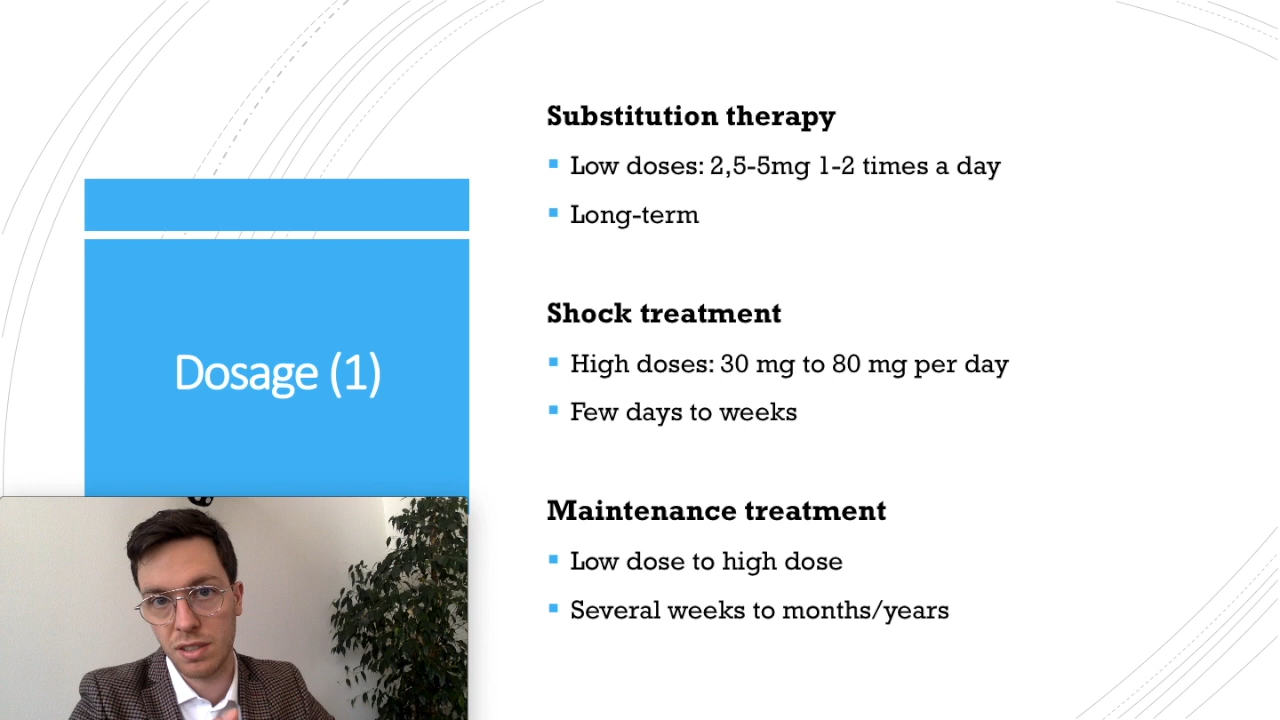 Dosage (1)
Substitution therapy
Low doses: 2,5-5mg 1-2 times a day
Long-term
Shock treatment
High doses: 30 mg to 80 mg per day
Few days to weeks
Maintenance treatment
Low dose to high dose
Several weeks to months/years